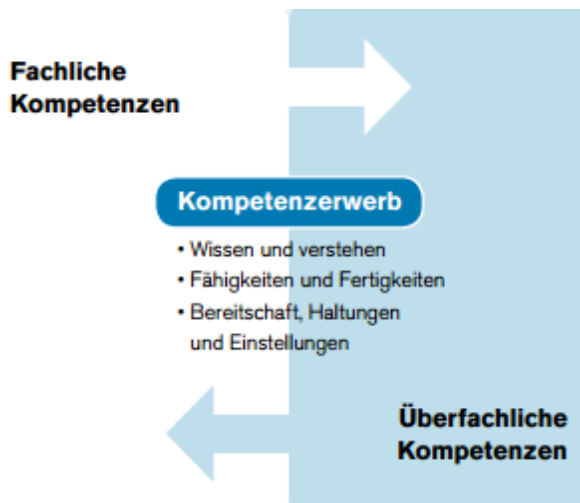 Fachliche
Kompetenzen
Kompetenzerwerb
• Wissen und verstehen
• Fähigkeiten und Fertigkeiten
• Bereitschaft, Haltungen
und Einstellungen
Überfachliche
Kompetenzen